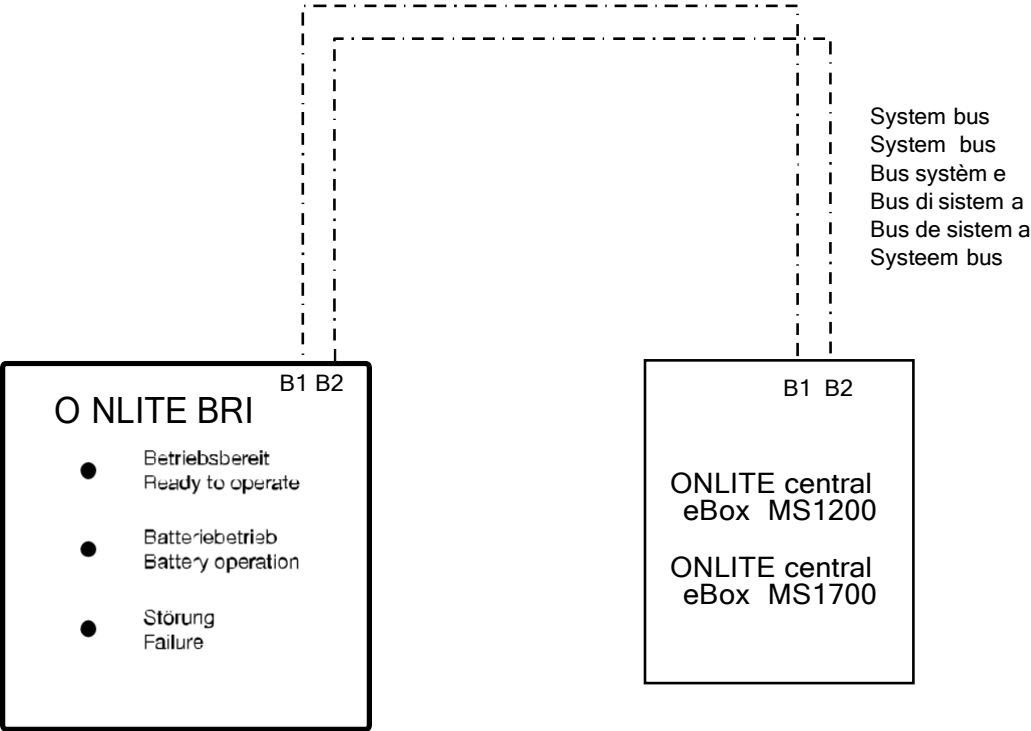 System bus
System bus
Bus systèm e
Bus di sistem a
Bus de sistem a
Systeem bus
B1 B2
O NLITE BRI
Betriebsbereit
Ready to operate
Batteriebetrieb
Battery operation
Störung
Failure
B1 B2
ONLITE central
eBox MS1200
ONLITE central
eBox MS1700